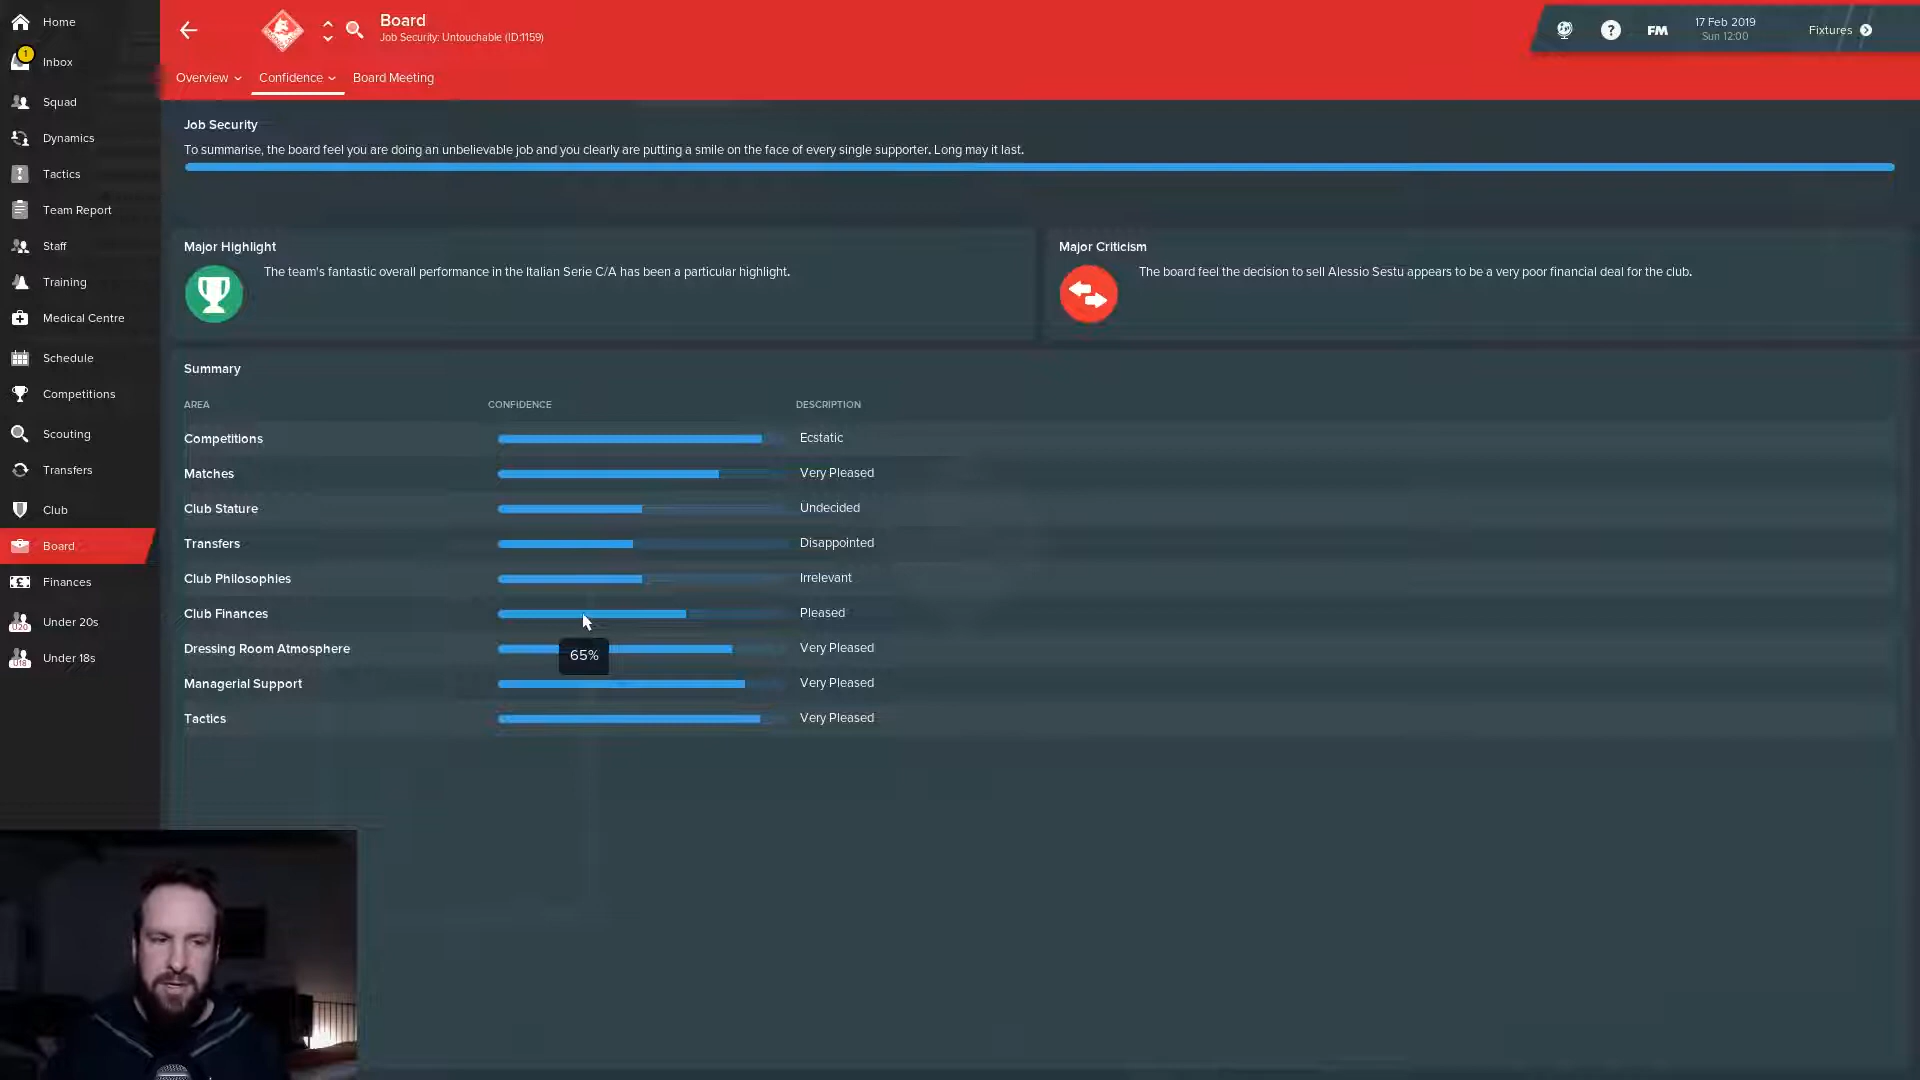 Home
1
Inbox
Squad
Dynamics
Tactics
Team Report
Staff
Training
Medical Centre
Schedule
Competitions
Scouting
Transfers
Club
Board
Finances
U20
Under 20s
U18
Under 18s
Board
Job Security: Untouchable (ID:1159)
?
FM
17 Feb 2019
Sun 12:00
Fixtures
Overview
Confidence
Board Meeting
Job Security
To summarise, the board feel you are doing an unbelievable job and you clearly are putting a smile on the face of every single supporter. Long may it last.
Major Highlight
The team's fantastic overall performance in the Italian Serie C/A has been a particular highlight.
Major Criticism
The board feel the decision to sell Alessio Sestu appears to be a very poor financial deal for the club.
Summary
AREA CONFIDENCE DESCRIPTION
Competitions Ecstatic
Matches Very Pleased
Club Stature Undecided
Transfers Disappointed
Club Philosophies Irrelevant
Club Finances Pleased
Dressing Room Atmosphere Very Pleased
65%
Managerial Support Very Pleased
Tactics Very Pleased